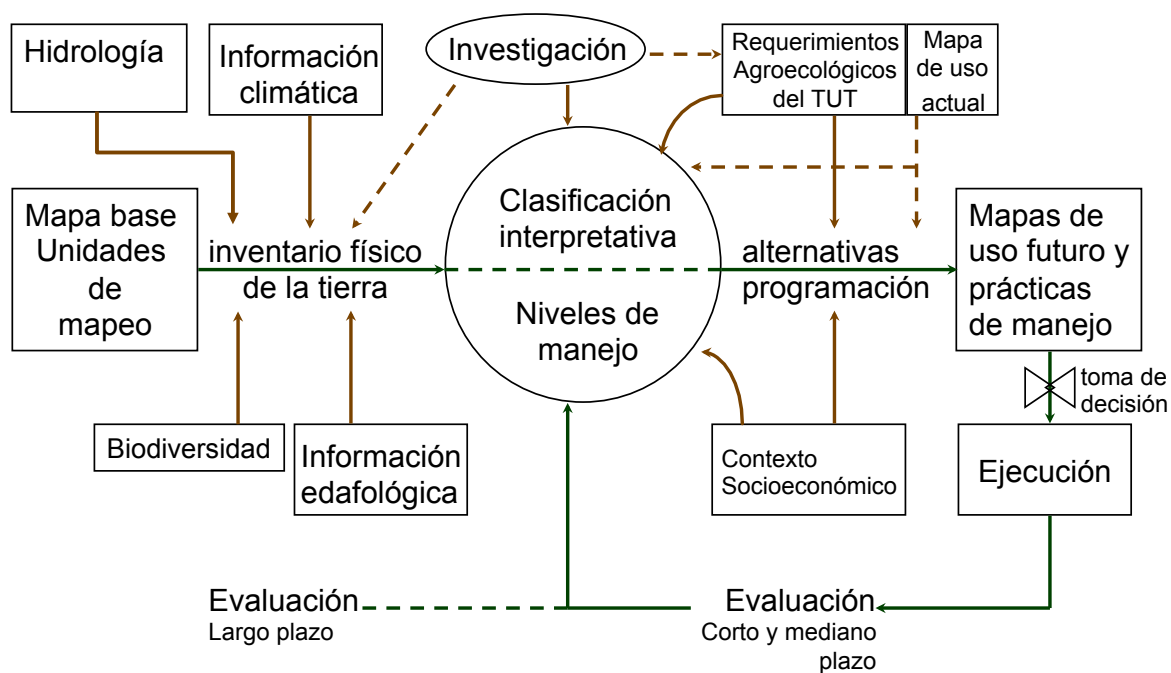 Hidrología
Información
climática
Investigación
Requerimientos
Agroecológicos
del TUT
Mapa
de uso
actual
Mapa base
Unidades
de
mapeo
inventario físico
de la tierra
Clasificación
interpretativa
Niveles de
manejo
alternativas
programación
Mapas de
uso futuro y
prácticas
de manejo
toma de
decisión
Biodiversidad
Información
edafológica
Contexto
Socioeconómico
Ejecución
Evaluación
Largo plazo
Evaluación
Corto y mediano
plazo